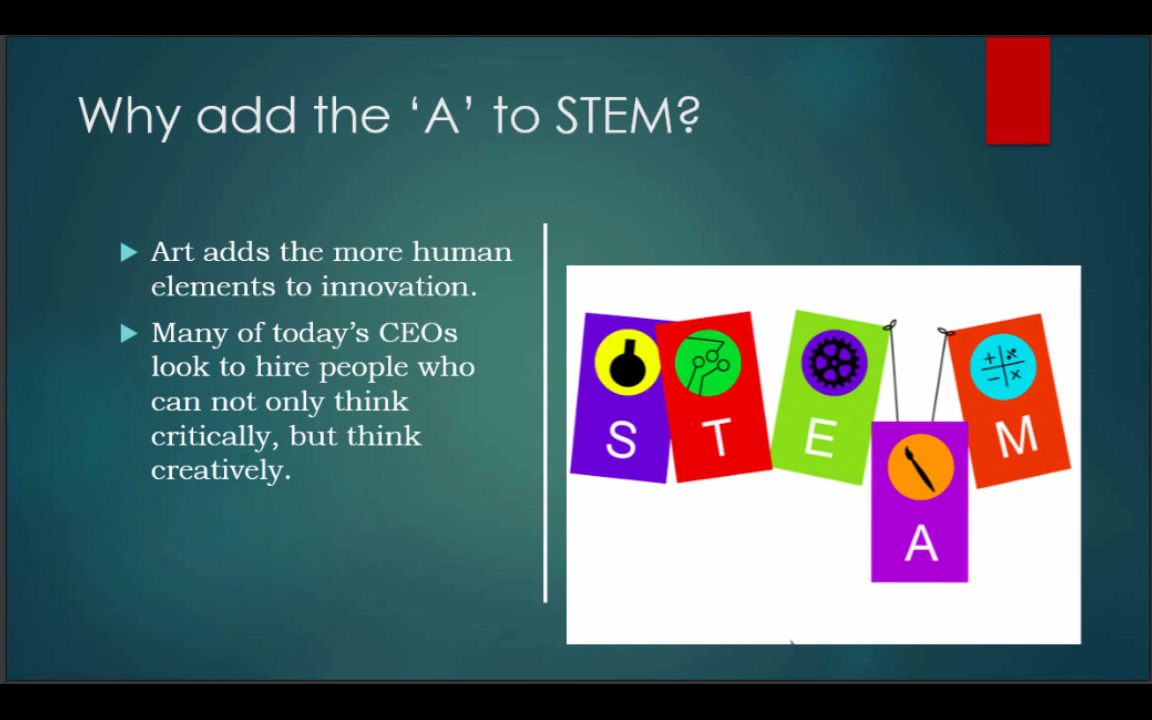 Why add the ‘A’ to STEM?
Art adds the more human
elements to innovation.
Many of today’s CEOs
look to hire people who
can not only think
critically, but think
creatively.
S T E M
A